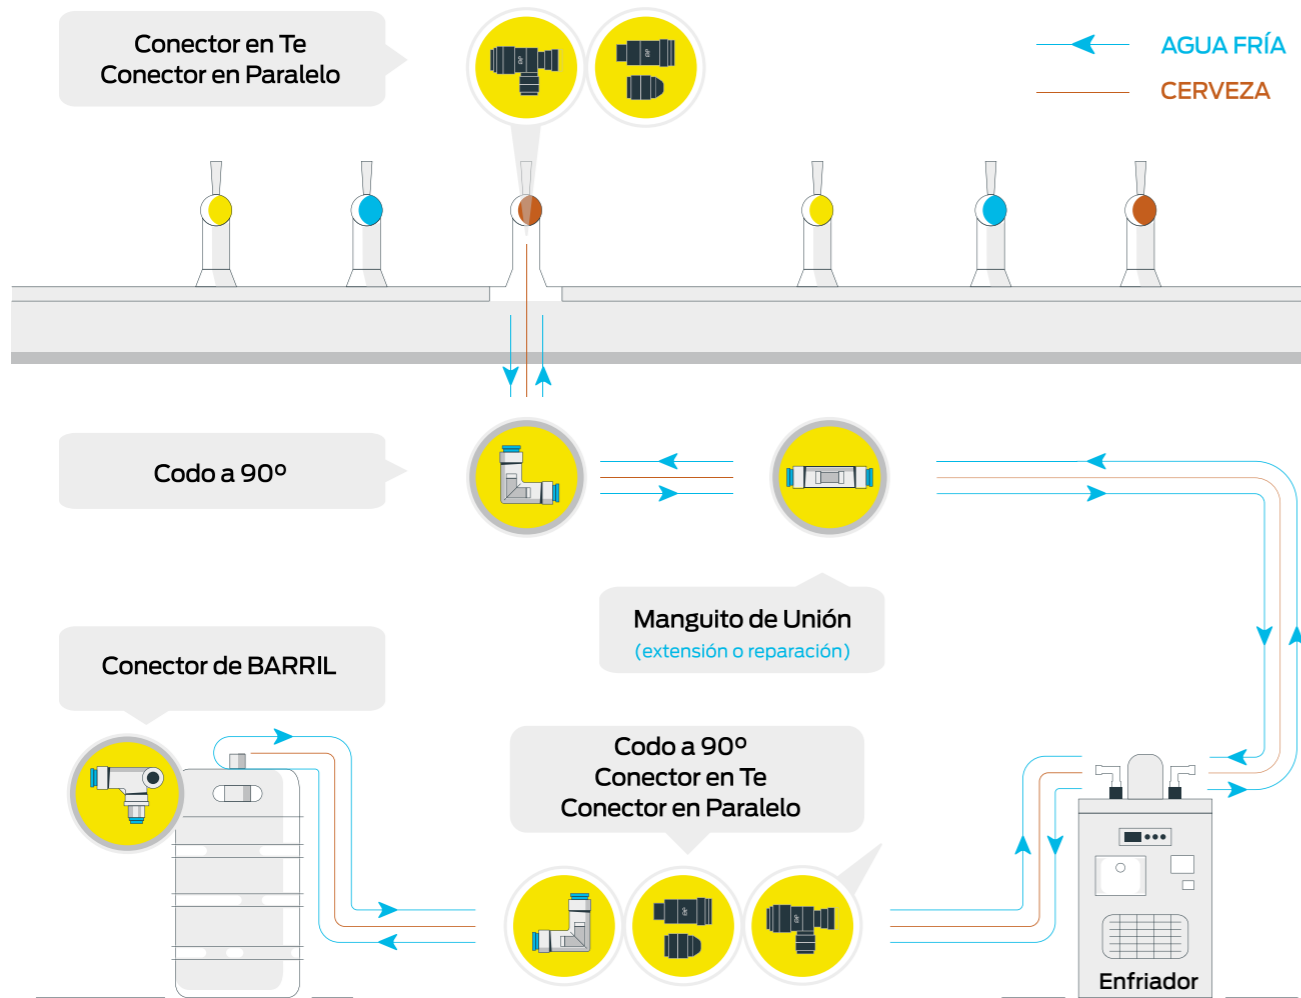 Conector en Te
Conector en Paralelo
AGUA FRÍA
CERVEZA
Codo a 90º
Manguito de Unión
(extensión o reparación)
Conector de BARRIL
Codo a 90º
Conector en Te
Conector en Paralelo
Enfriador